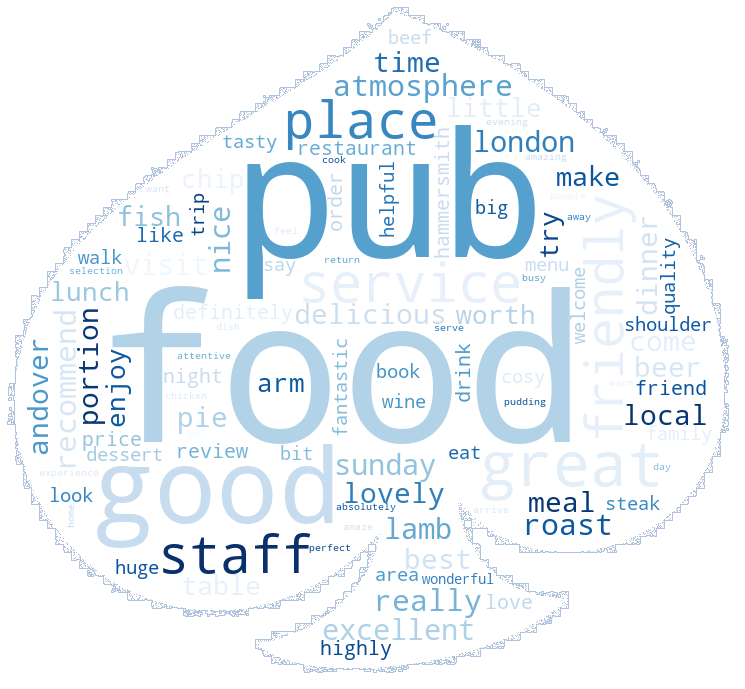 beef
time
atmosphere
little
place
evening
tasty
restaurant
london
hammersmith
cook
amazing
pub
chip
order
helpful
make
want
people
trip
big
fish
nice
like
try
away
feel
walk
return
say
menu
quality
selection
visit
busy
welcome
friendly
dinner
service
lunch
definitely
delicious
worth
shoulder
dish
serve
come
food
portion
recommend
andover
enjoy
attentive
fantastic
drink
night
arm
book
cosy
beer
warm
friend
chicken
wine
pudding
pie
local
price
family
dessert
review
bit
eat
good
sunday
great
day
experience
look
lovely
meal
steak
home
absolutely
arrive
amaze
lamb
roast
staff
perfect
best
huge
area
wonderful
table
really
love
excellent
highly